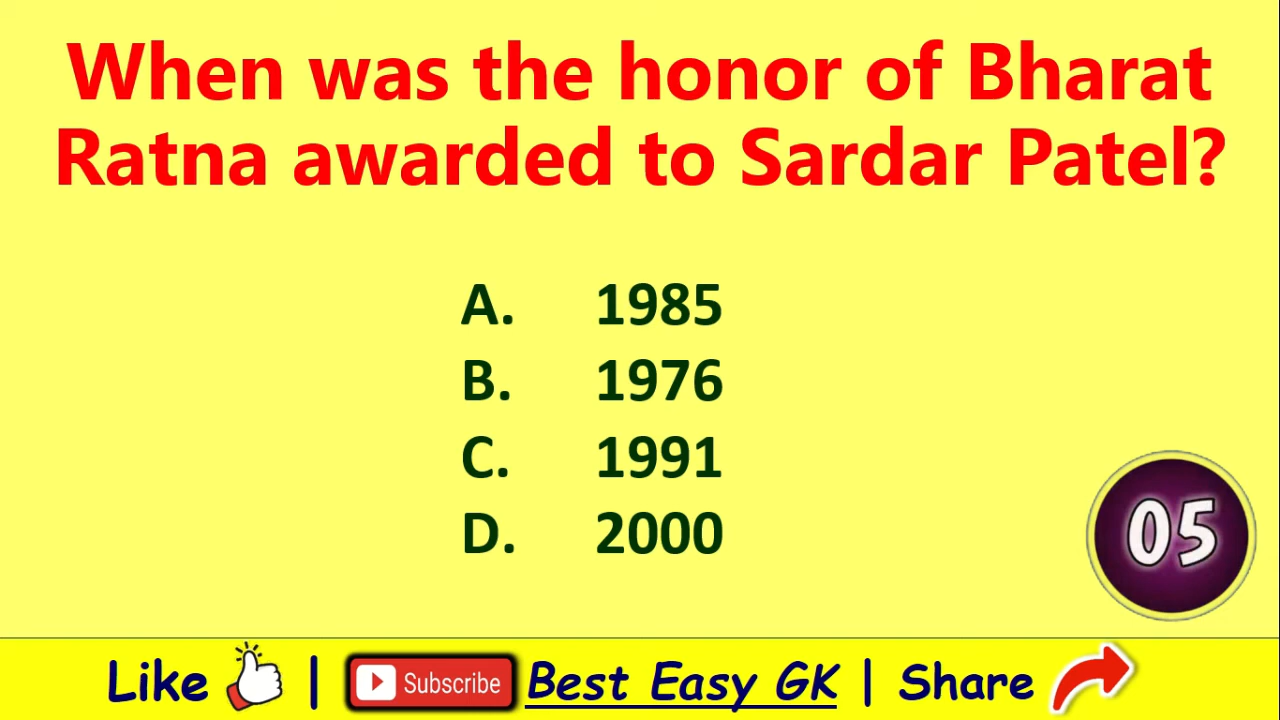 When was the honor of Bharat
Ratna awarded to Sardar Patel?
A. 1985
B. 1976
C. 1991
D. 2000
05
Like | Subscribe Best Easy GK | Share